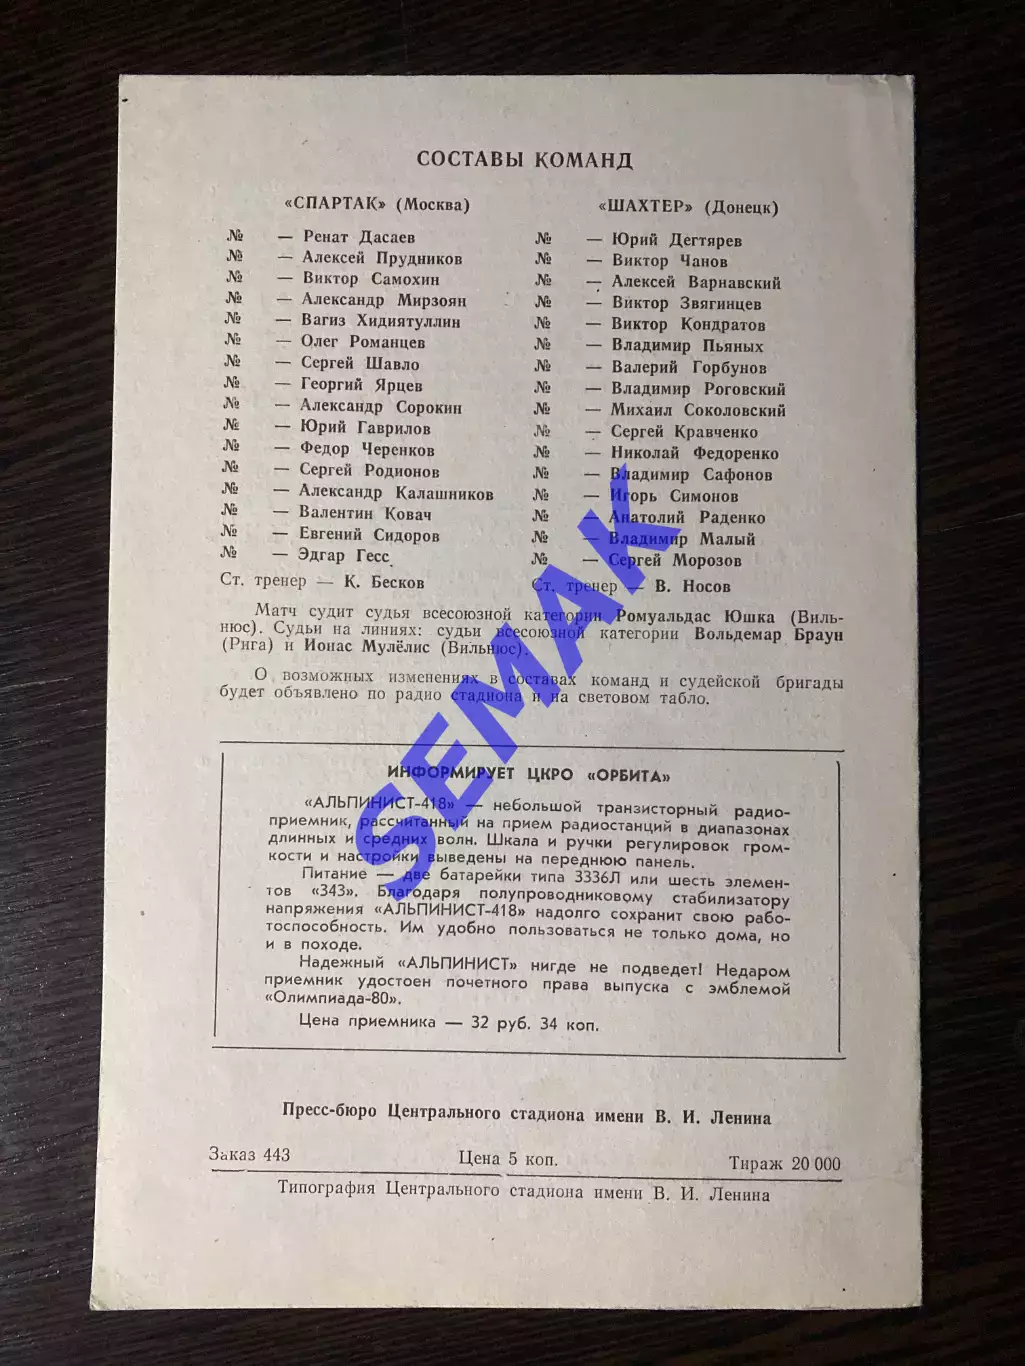 СОСТАВЫ КОМАНД
«СПАРТАК» (Москва)
№ — Ренат Дасаев
№ — Алексей Прудников
№ — Виктор Самохин
№ — Александр Мирзоян
№ — Вагиз Хидиятуллин
№ — Олег Романцев
№ — Сергей Шавло
№ — Георгий Ярцев
№ — Александр Сорокин
№ — Юрий Гаврилов
№ — Федор Черенков
№ — Сергей Родионов
№ — Александр Калашников
№ — Валентин Ковач
№ — Евгений Сидоров
№ — Эдгар Гесс
Ст. тренер — К. Бесков
«ШАХТЕР» (Донецк)
№ — Юрий Дегтярев
№ — Виктор Чанов
№ — Алексей Варнавский
№ — Виктор Звягинцев
№ — Виктор Кондратов
№ — Владимир Пьяных
№ — Валерий Горбунов
№ — Владимир Роговский
№ — Михаил Соколовский
№ — Сергей Кравченко
№ — Николай Федоренко
№ — Владимир Сафонов
№ — Игорь Симонов
№ — Анатолий Раденко
№ — Владимир Малый
№ — Сергей Морозов
Ст. тренер — В. Носов
Матч судит судья всесоюзной категории Ромуальдас Юшка (Виль-
нюс). Судьи на линиях: судьи всесоюзной категории Вольдемар Браун
(Рига) и Ионас Мулёлис (Вильнюс).
О возможных изменениях в составах команд и судейской бригады
будет объявлено по радио стадиона и на световом табло.
ИНФОРМИРУЕТ ЦКРО «ОРБИТА»
«АЛЬПИНИСТ-418» — небольшой транзисторный радио-
приемник, рассчитанный на прием радиостанций в диапазонах
длинных и средних волн. Шкала и ручки регулировок гром-
кости и настройки выведены на переднюю панель.
Питание — две батарейки типа 3336Л или шесть элемен-
тов «343». Благодаря полупроводниковому стабилизатору
напряжения «АЛЬПИНИСТ-418» надолго сохранит свою рабо-
тоспособность. Им удобно пользоваться не только дома, но
и в походе.
Надежный «АЛЬПИНИСТ» нигде не подведет! Недаром
приемник удостоен почетного права выпуска с эмблемой
«Олимпиада-80».
Цена приемника — 32 руб. 34 коп.
Пресс-бюро Центрального стадиона имени В. И. Ленина
Заказ 443 Цена 5 коп. Тираж 20 000
Типография Центрального стадиона имени В. И. Ленина
SEMAK